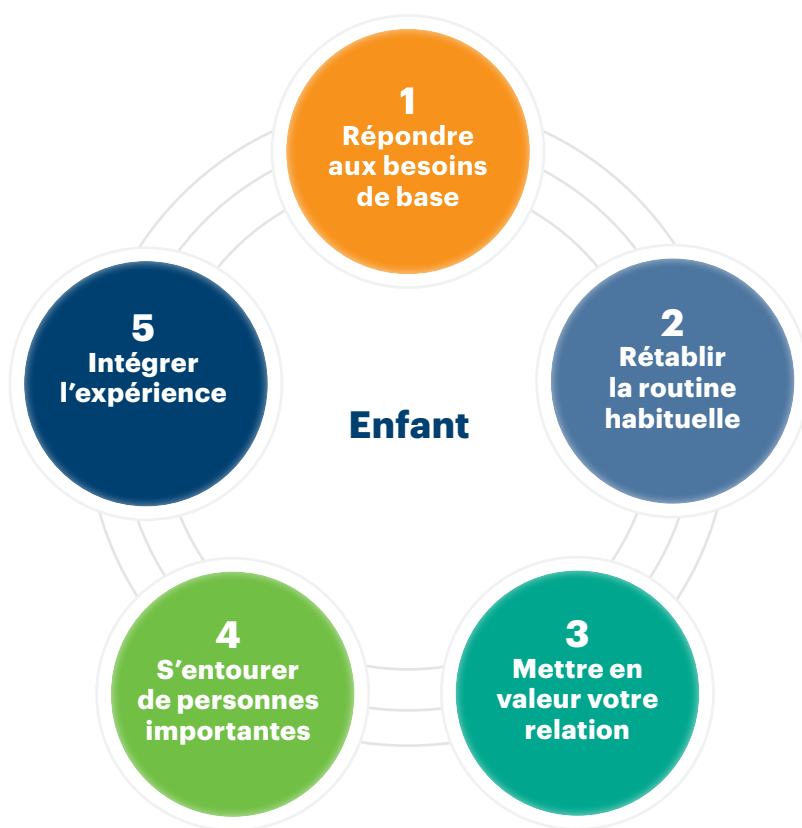 1
Répondre
aux besoins
de base
2
Rétablir
la routine
habituelle
3
Mettre en
valeur votre
relation
4
S’entourer
de personnes
importantes
5
Intégrer
l’expérience
Enfant